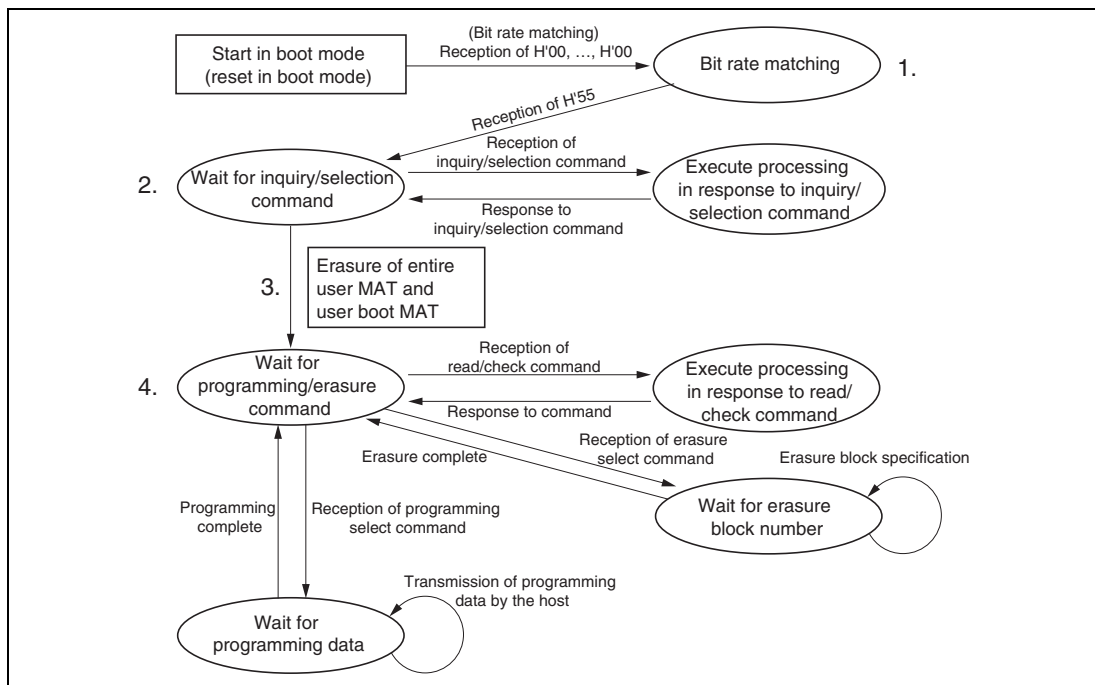 Start in boot mode
(reset in boot mode)
(Bit rate matching)
Reception of H'00, ..., H'00
Bit rate matching
1.
Reception of H'55
2.
Wait for inquiry/selection
command
Reception of
inquiry/selection command
Response to
inquiry/selection command
Execute processing
in response to inquiry/
selection command
3.
Erasure of entire
user MAT and
user boot MAT
4.
Wait for
programming/erasure
command
Reception of
read/check command
Response to command
Execute processing
in response to read/
check command
Reception of erasure
select command
Erasure complete
Erasure block specification
Wait for erasure
block number
Programming
complete
Reception of programming
select command
Transmission of programming
data by the host
Wait for
programming data